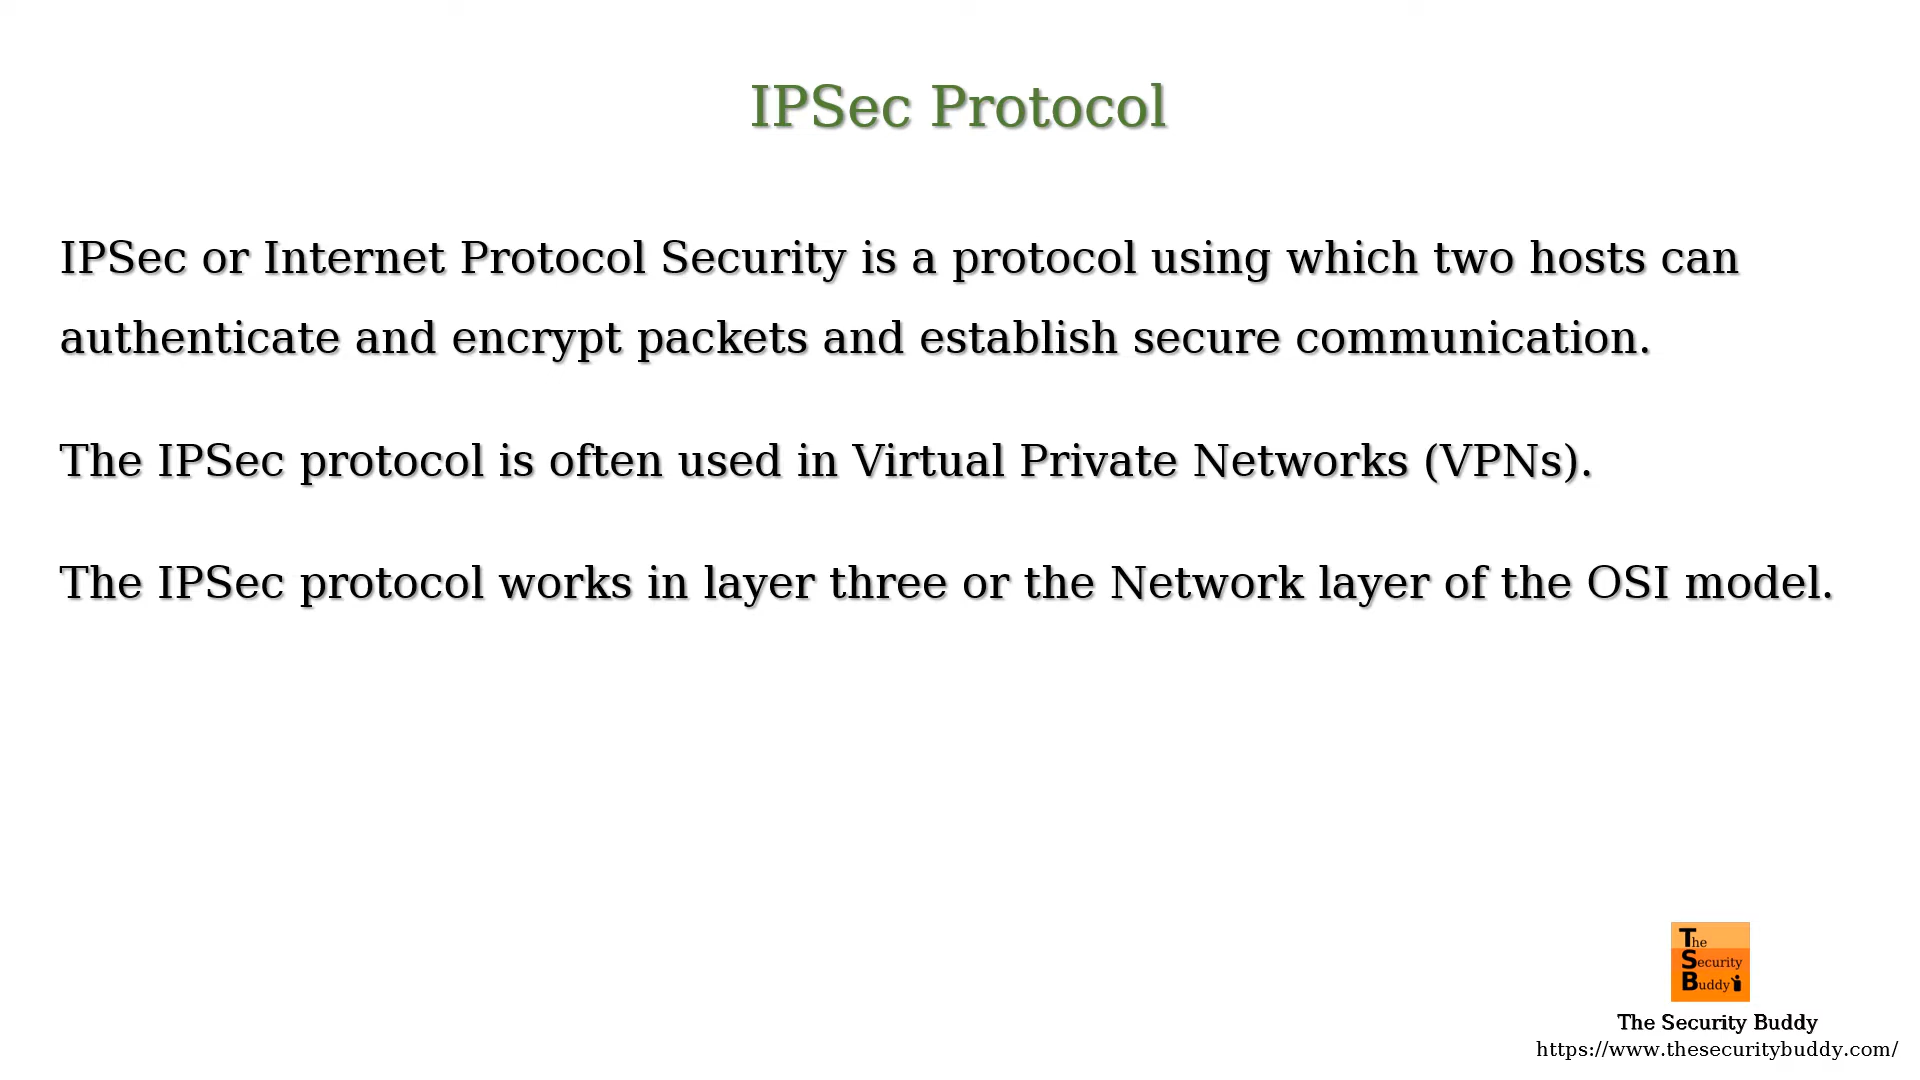 IPSec Protocol
IPSec or Internet Protocol Security is a protocol using which two hosts can
authenticate and encrypt packets and establish secure communication.
The IPSec protocol is often used in Virtual Private Networks (VPNs).
The IPSec protocol works in layer three or the Network layer of the OSI model.
The
Security
Buddy
The Security Buddy
https://www.thesecuritybuddy.com/